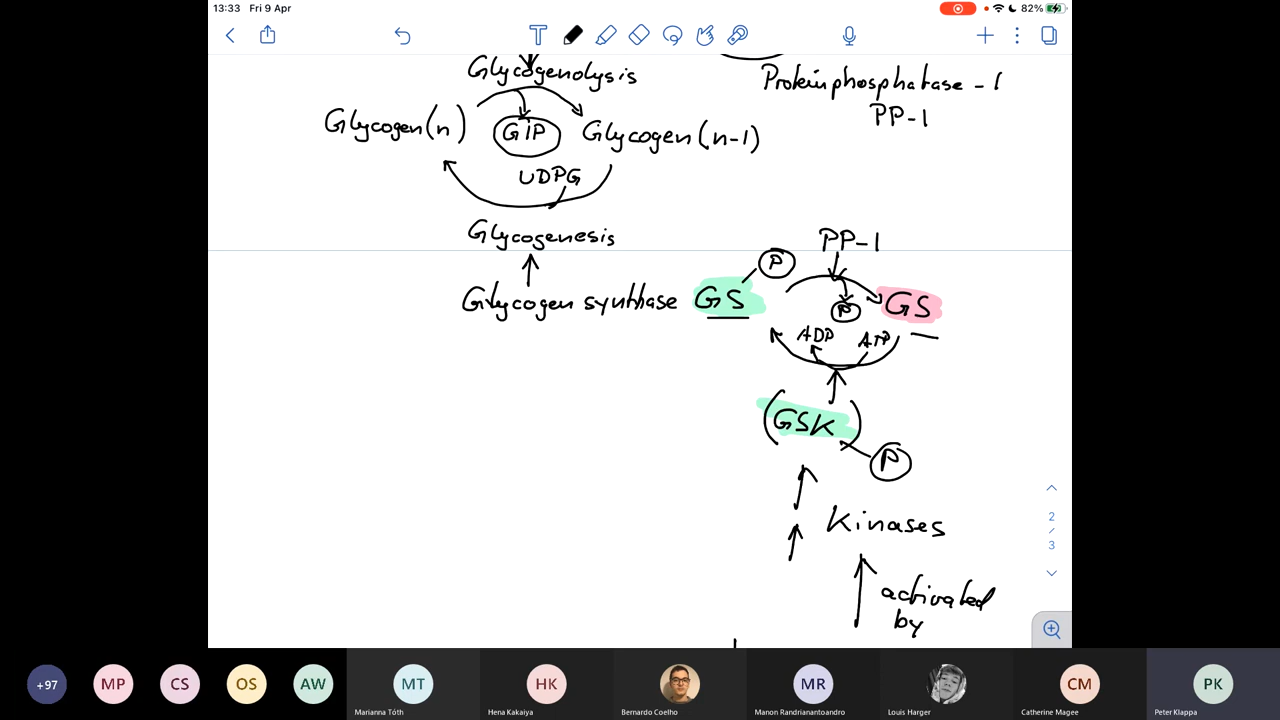 13:33 Fri 9 Apr
82%
T
Glycogenolysis
Proteinphosphatase -1
PP-1
Glycogen(n)
G1P
Glycogen(n-1)
UDPG
Glycogenesis
PP-1
P
Glycogen synthase GS
P
GS
ADP
ATP
(GSK)
P
Kinases
activated
by
2
/
3
+97
MP
CS
OS
AW
MT
Marianna Tóth
HK
Hena Kakaiya
Bernardo Coelho
MR
Manon Randrianantoandro
Louis Harger
CM
Catherine Magee
PK
Peter Klappa